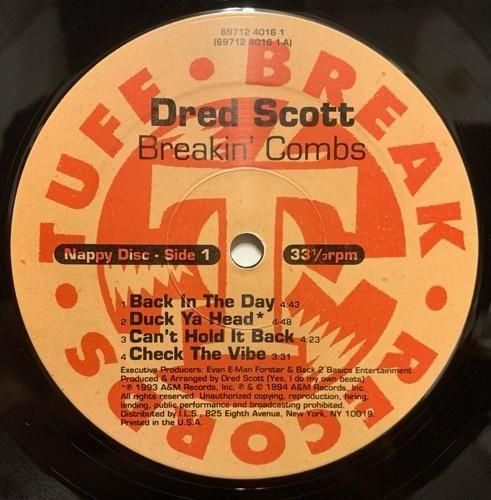 69712 4016 1
(69712 4016 1-A)
TUFF • BREAK • RECORDS
Dred Scott
Breakin' Combs
Nappy Disc - Side 1
33 1/3 rpm
1 Back In The Day 4:43
2 Duck Ya Head* 4:48
3 Can't Hold It Back 4:23
4 Check The Vibe 3:31
Executive Producers: Evan E-Man Forster & Back 2 Basics Entertainment
Produced & Arranged by Dred Scott (Yes, I do my own beats)
* ℗ 1993 A&M Records, Inc. ℗ & © 1994 A&M Records, Inc.
All rights reserved. Unauthorized copying, reproduction, hiring,
lending, public performance and broadcasting prohibited.
Distributed by I.L.S., 825 Eighth Avenue, New York, NY, 10019.
Printed in the U.S.A.